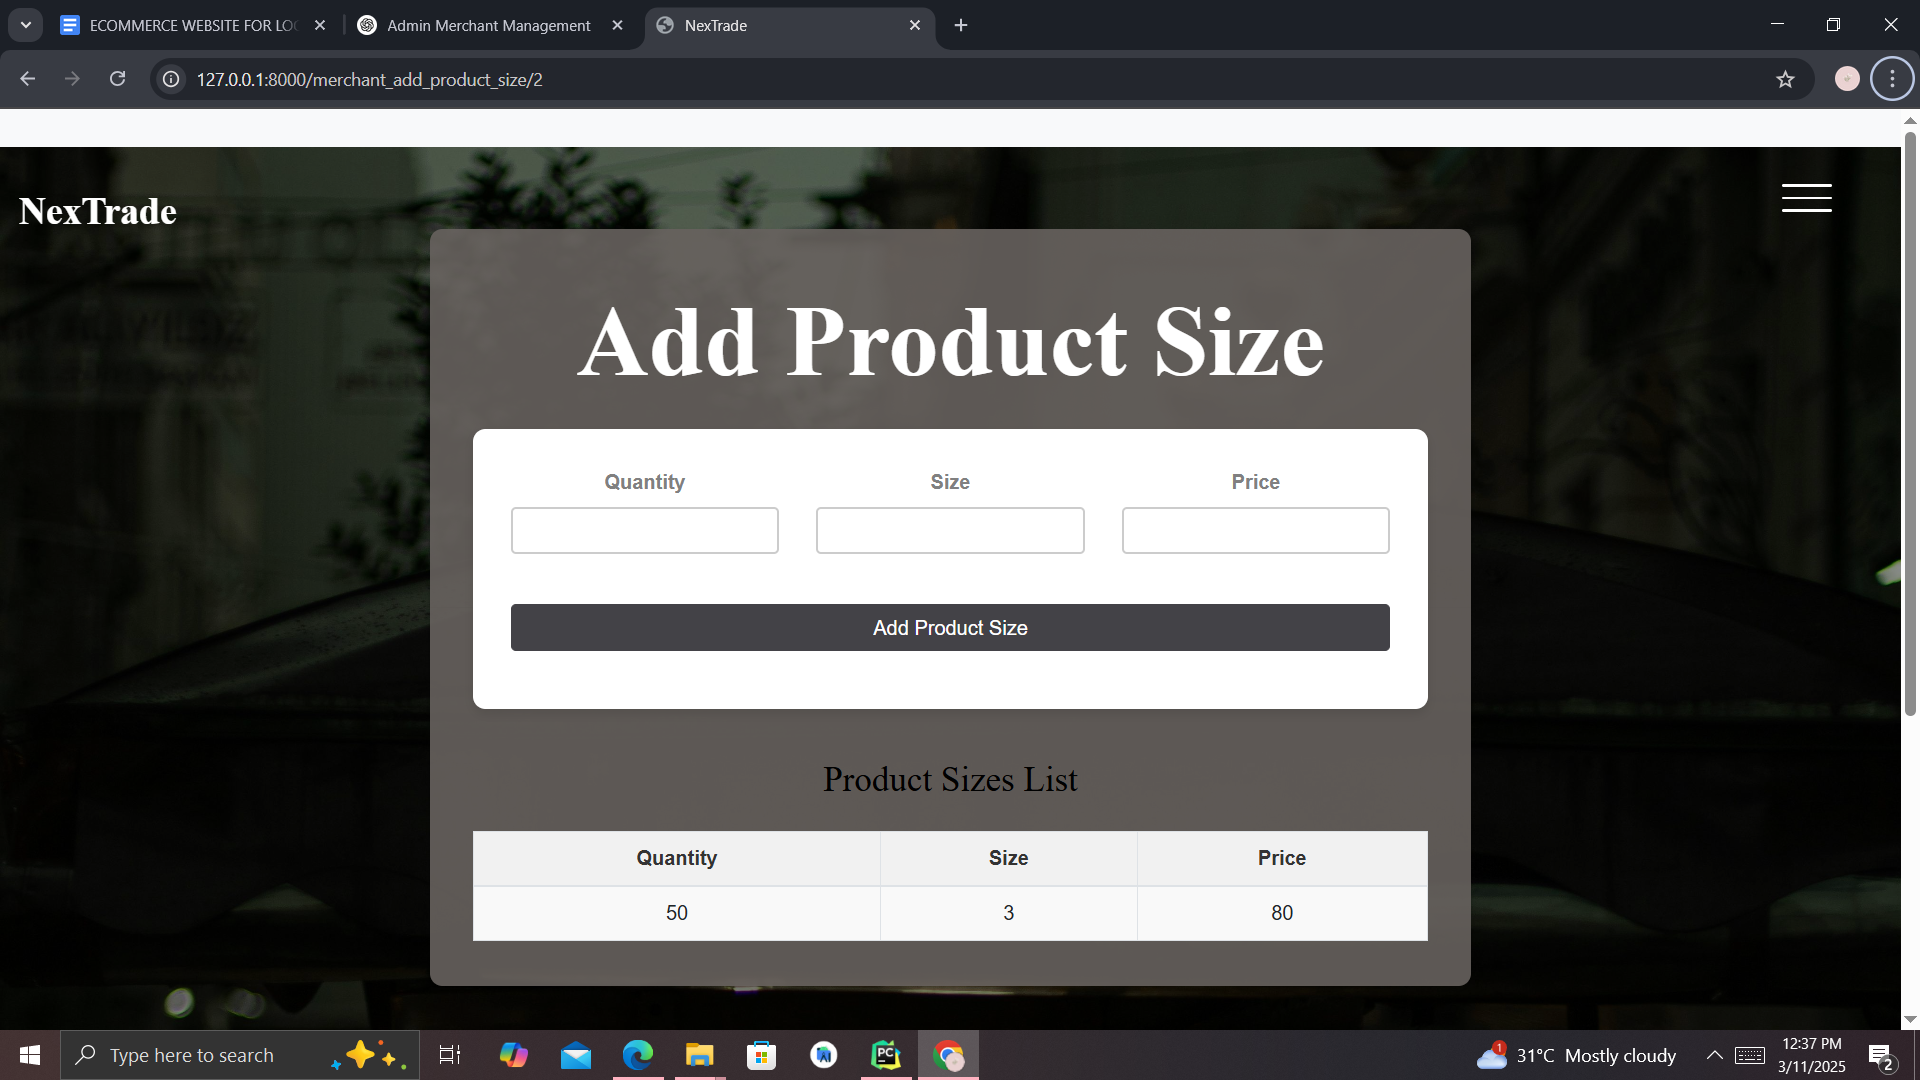 ECOMMERCE WEBSITE FOR LO
Admin Merchant Management
NexTrade
127.0.0.1:8000/merchant_add_product_size/2
NexTrade
Add Product Size
Quantity Size Price
Add Product Size
Product Sizes List
Quantity Size Price
50 3 80
Type here to search
PC
1
31°C Mostly cloudy
12:37 PM
3/11/2025
2